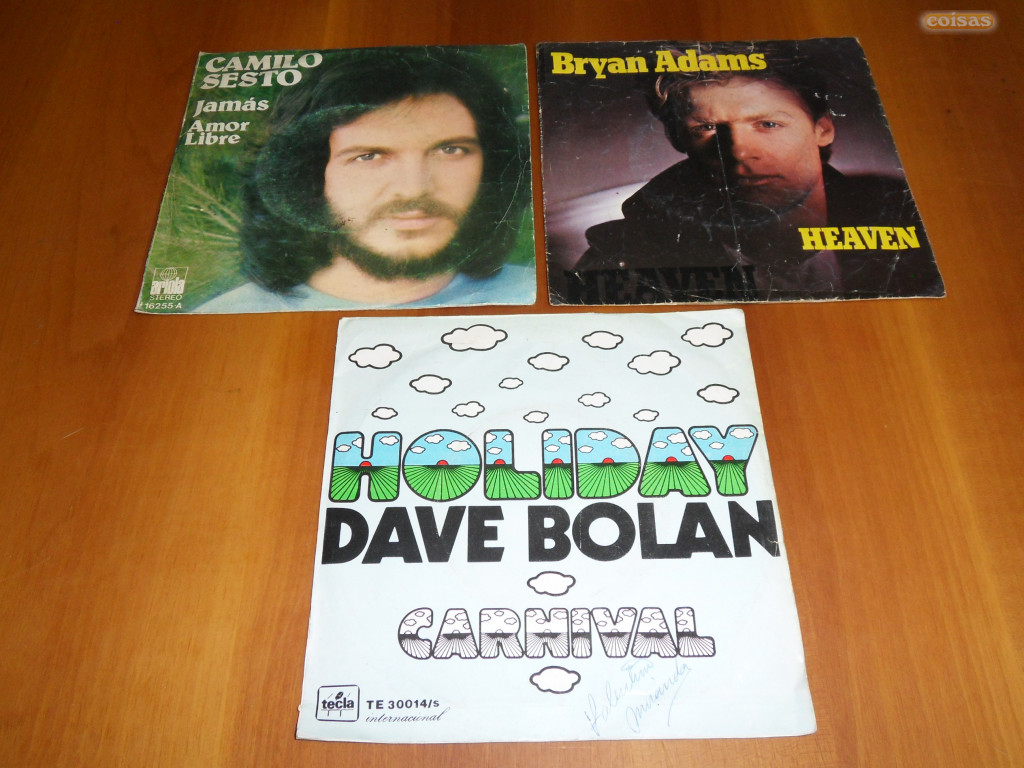 coisas
CAMILO
SESTO
Jamás
Amor
Libre
ariola
STEREO
16255-A
Bryan Adams
HEAVEN
HEAVEN
HOLIDAY
DAVE BOLAN
CARNIVAL
tecla
TE 30014/s
internacional